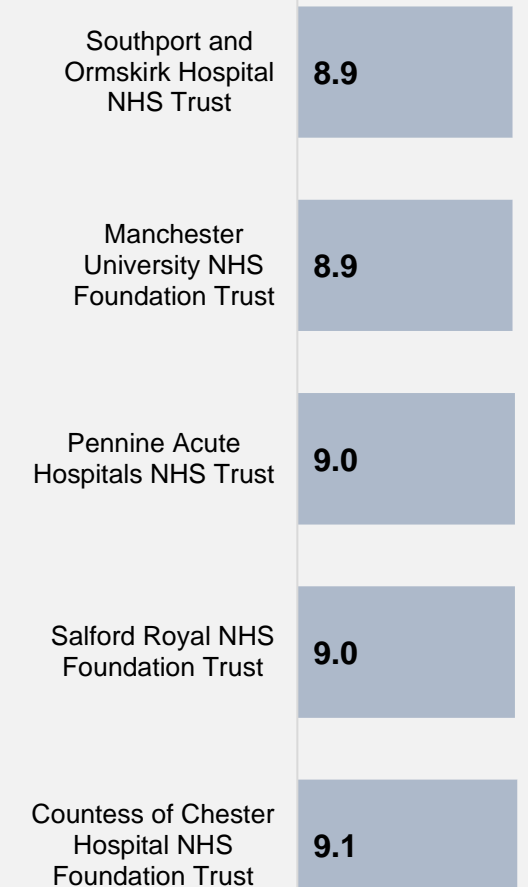 Southport and
Ormskirk Hospital
NHS Trust
8.9
Manchester
University NHS
Foundation Trust
8.9
Pennine Acute
Hospitals NHS Trust
9.0
Salford Royal NHS
Foundation Trust
9.0
Countess of Chester
Hospital NHS
Foundation Trust
9.1